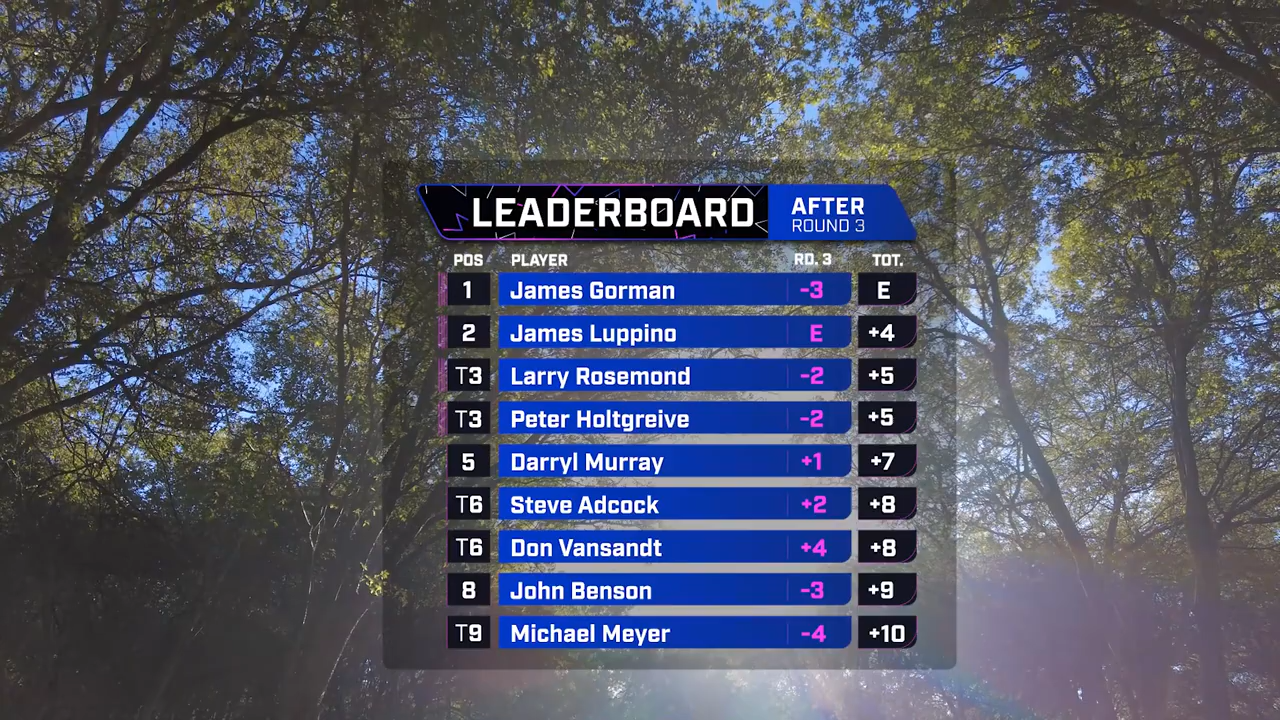 LEADERBOARD AFTER
ROUND 3
POS PLAYER RD. 3 TOT.
1 James Gorman -3 E
2 James Luppino E +4
T3 Larry Rosemond -2 +5
T3 Peter Holtgreive -2 +5
5 Darryl Murray +1 +7
T6 Steve Adcock +2 +8
T6 Don Vansandt +4 +8
8 John Benson -3 +9
T9 Michael Meyer -4 +10